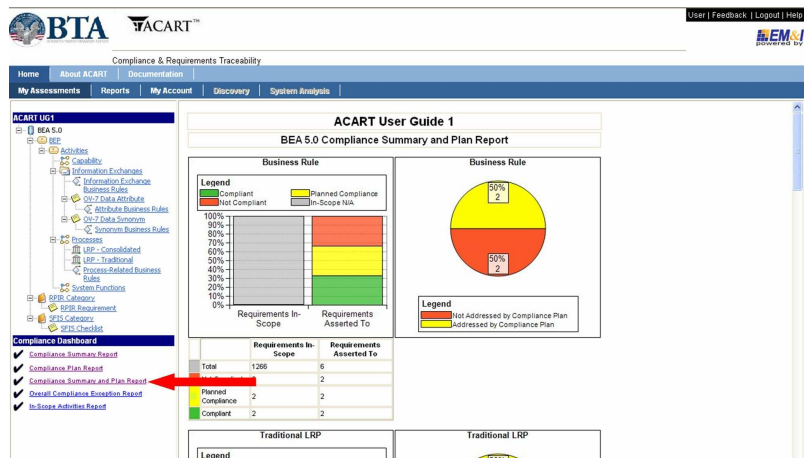 User | Feedback | Logout | Help
BTA
TACART™
EM&I
powered by
Compliance & Requirements Traceability
Home
About ACART
Documentation
My Assessments
Reports
My Account
Discovery
System Analysis
ACART UG1
BEA 5.0
BEP
Activities
Capability
Information Exchanges
Information Exchange
Business Rules
OV-7 Data Attribute
Attribute Business Rules
OV-7 Data Synonym
Synonym Business Rules
Processes
LRP - Consolidated
LRP - Traditional
Process-Related Business
Rules
System Functions
RPIR Category
RPIR Requirement
SFIS Category
SFIS Checklist
Compliance Dashboard
Compliance Summary Report
Compliance Plan Report
Compliance Summary and Plan Report
Overall Compliance Exception Report
In-Scope Activities Report
ACART User Guide 1
BEA 5.0 Compliance Summary and Plan Report
Business Rule
Legend
Compliant
Planned Compliance
Not Compliant
In-Scope N/A
100%
90%
80%
70%
60%
50%
40%
30%
20%
10%
0%
Requirements In-
Scope
Requirements
Asserted To
Business Rule
50%
2
50%
2
Legend
Not Addressed by Compliance Plan
Addressed by Compliance Plan
Requirements In-
Scope
Requirements
Asserted To
Total 1266 6
2
Planned
Compliance 2 2
Compliant 2 2
Traditional LRP
Legend
Traditional LRP